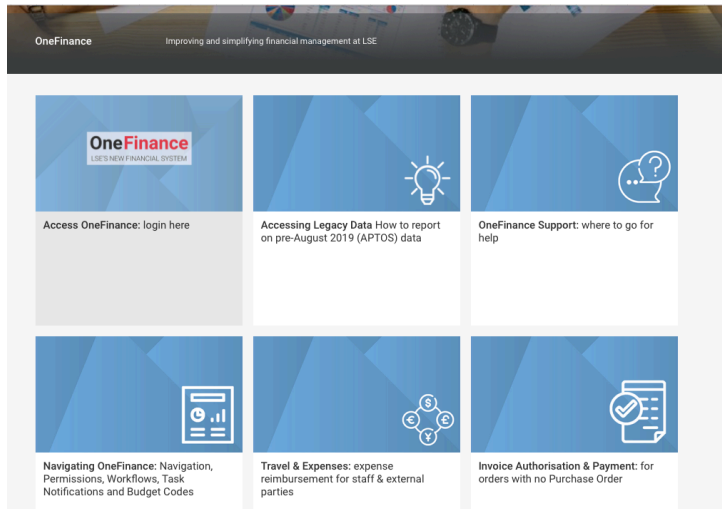 OneFinance
Improving and simplifying financial management at LSE
OneFinance
LSE'S NEW FINANCIAL SYSTEM
Access OneFinance: login here
Accessing Legacy Data How to report
on pre-August 2019 (APTOS) data
OneFinance Support: where to go for
help
Navigating OneFinance: Navigation,
Permissions, Workflows, Task
Notifications and Budget Codes
Travel & Expenses: expense
reimbursement for staff & external
parties
Invoice Authorisation & Payment: for
orders with no Purchase Order